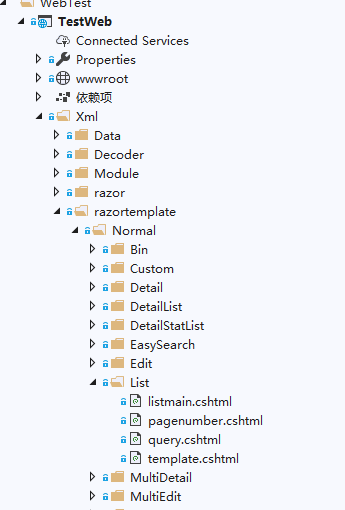 WebTest
TestWeb
Connected Services
Properties
wwwroot
依赖项
Xml
Data
Decoder
Module
razor
razortemplate
Normal
Bin
Custom
Detail
DetailList
DetailStatList
EasySearch
Edit
List
listmain.cshtml
pagenumber.cshtml
query.cshtml
template.cshtml
MultiDetail
MultiEdit